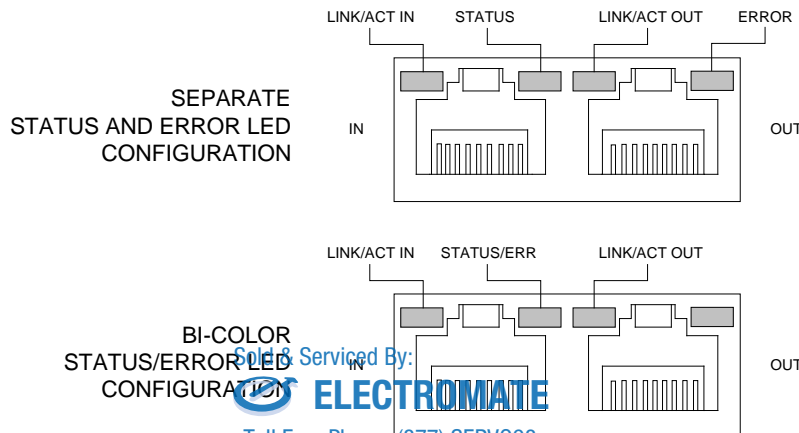 LINK/ACT IN STATUS LINK/ACT OUT ERROR
SEPARATE
STATUS AND ERROR LED
CONFIGURATION
IN
OUT
LINK/ACT IN STATUS/ERR LINK/ACT OUT
BI-COLOR
STATUS/ERROR LED
CONFIGURATION
IN
OUT
Sold & Serviced By:
ELECTROMATE